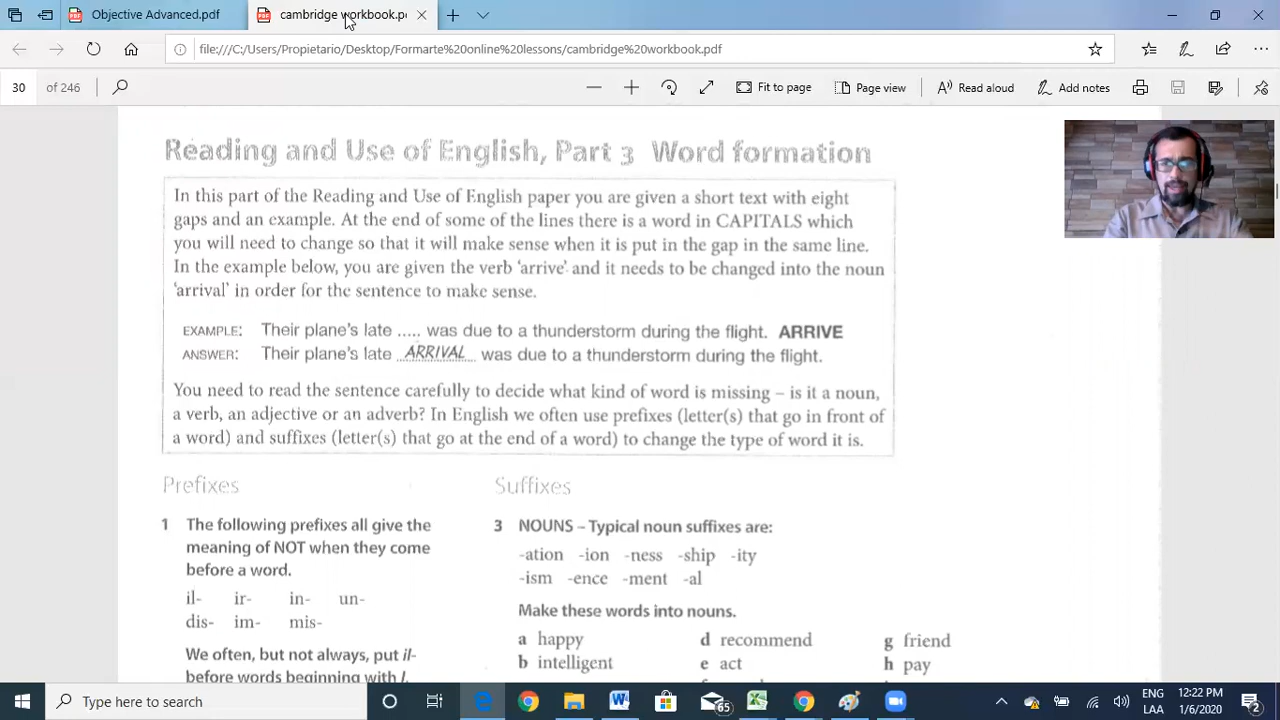 Objective Advanced.pdf
cambridge workbook.pc
file:///C:/Users/Propietario/Desktop/Formarte%20online%20lessons/cambridge%20workbook.pdf
30 of 246
Fit to page
Page view
Read aloud
Add notes
Reading and Use of English, Part 3 Word formation
In this part of the Reading and Use of English paper you are given a short text with eight
gaps and an example. At the end of some of the lines there is a word in CAPITALS which
you will need to change so that it will make sense when it is put in the gap in the same line.
In the example below, you are given the verb 'arrive' and it needs to be changed into the noun
'arrival' in order for the sentence to make sense.
EXAMPLE: Their plane's late ..... was due to a thunderstorm during the flight. ARRIVE
ANSWER: Their plane's late ARRIVAL was due to a thunderstorm during the flight.
You need to read the sentence carefully to decide what kind of word is missing – is it a noun,
a verb, an adjective or an adverb? In English we often use prefixes (letter(s) that go in front of
a word) and suffixes (letter(s) that go at the end of a word) to change the type of word it is.
Prefixes
1 The following prefixes all give the
meaning of NOT when they come
before a word.
il- ir- in- un-
dis- im- mis-
We often, but not always, put il-
before words beginning with l,
Suffixes
3 NOUNS – Typical noun suffixes are:
-ation -ion -ness -ship -ity
-ism -ence -ment -al
Make these words into nouns.
a happy d recommend g friend
b intelligent e act h pay
Type here to search
65
ENG
LAA
12:22 PM
1/6/2020
2